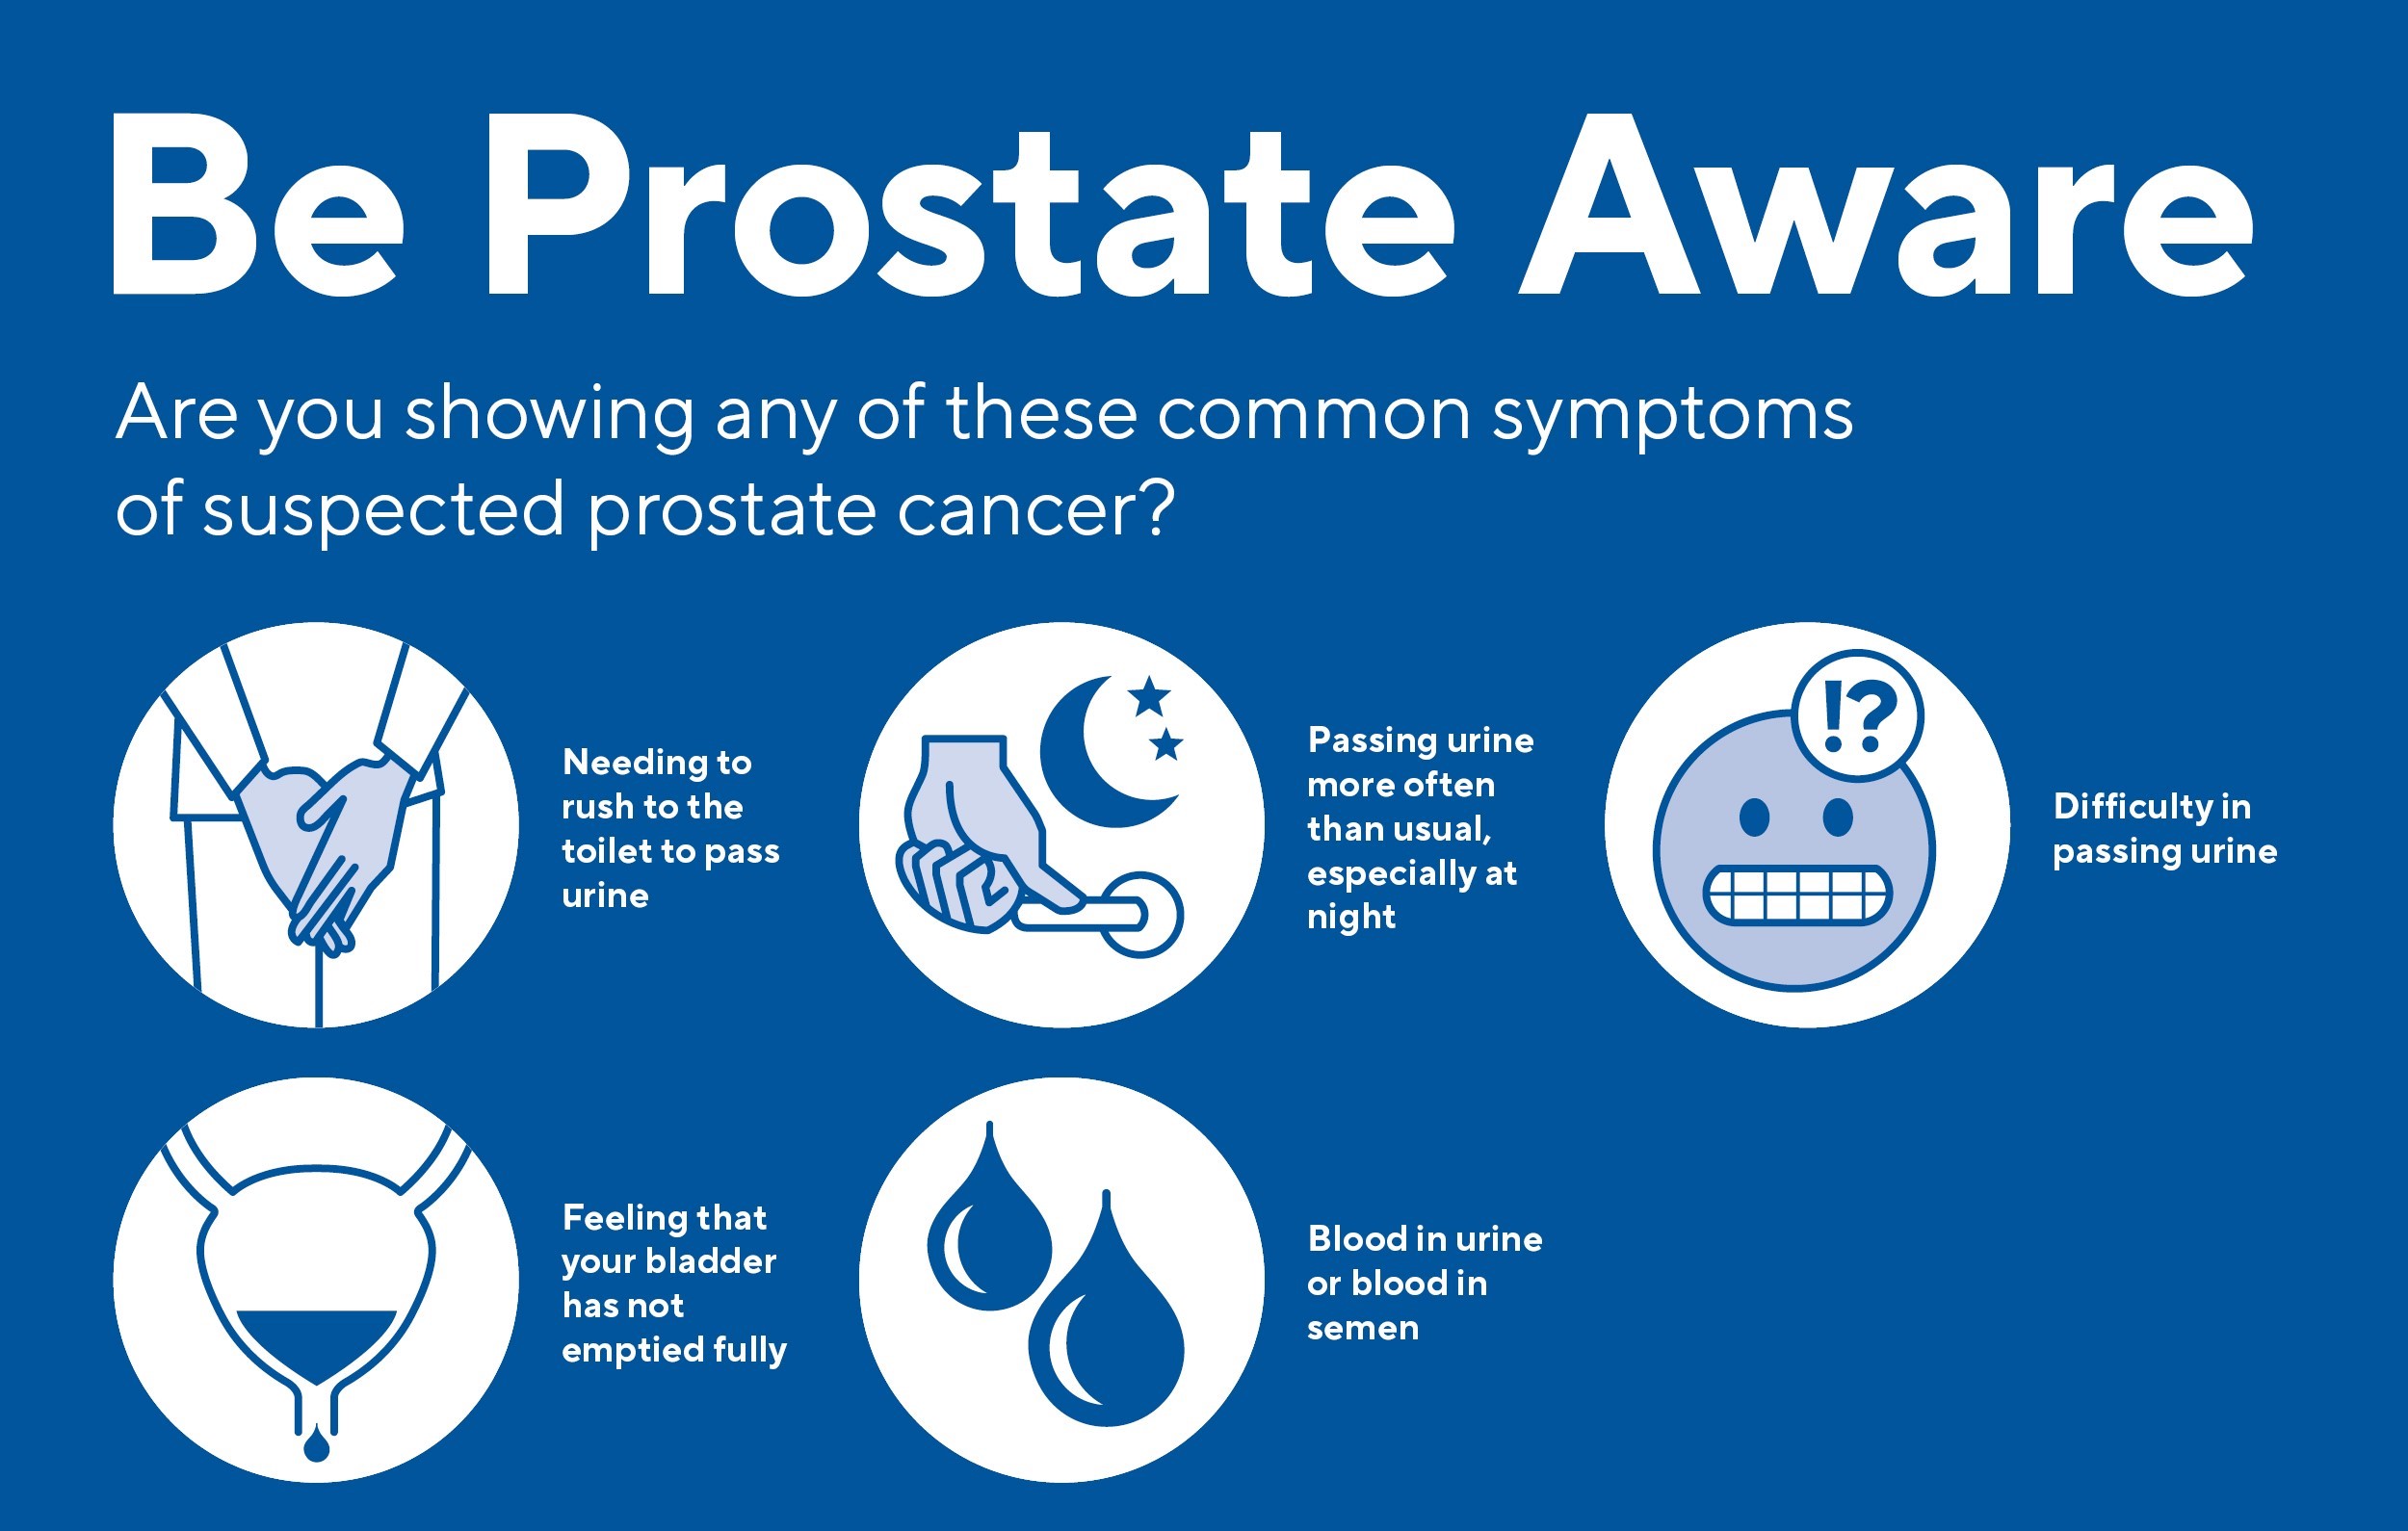 Be Prostate Aware
Are you showing any of these common symptoms
of suspected prostate cancer?
Needing to
rush to the
toilet to pass
urine
Passing urine
more often
than usual,
especially at
night
!?
Difficulty in
passing urine
Feeling that
your bladder
has not
emptied fully
Blood in urine
or blood in
semen